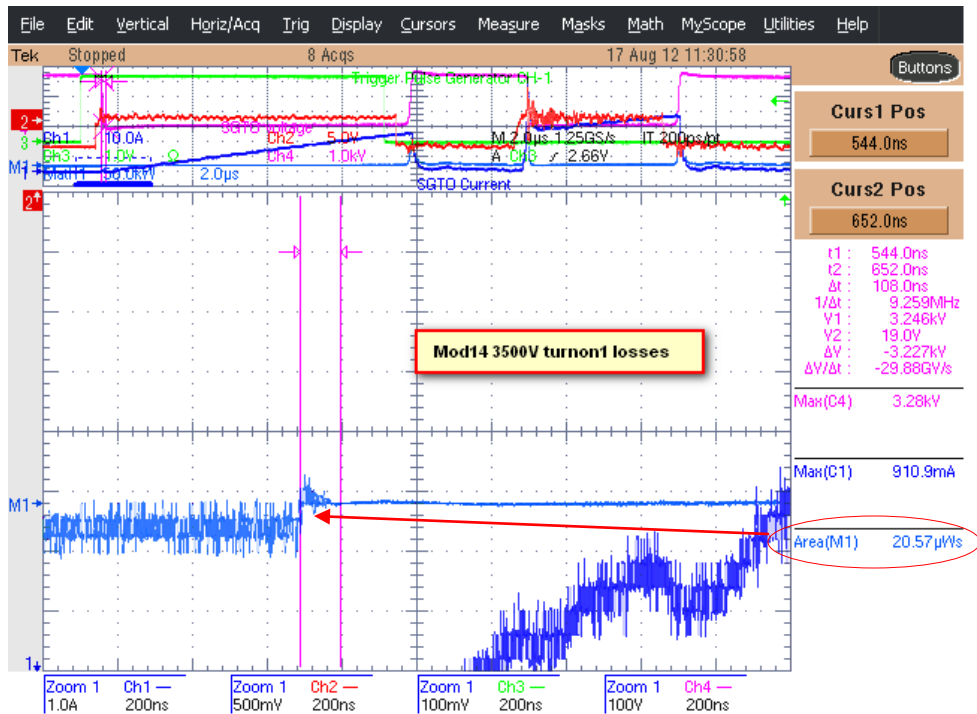 File Edit Vertical Horiz/Acq Trig Display Cursors Measure Masks Math MyScope Utilities Help
Tek Stopped 8 Acqs 17 Aug 12 11:30:58
Buttons
Trigger Pulse Generator CH-1
Curs1 Pos
544.0ns
2
SGTO Voltage
Ch1 10.0A Ch2 5.0V M 2.0µs 1.25GS/s IT 200ps/pt
3
Ch3 1.0V Ω Ch4 1.0kV A Ch3 2.66V
M1
Math1 50.0kW 2.0µs
SGTO Current
Curs2 Pos
652.0ns
2
t1 : 544.0ns
t2 : 652.0ns
Δt : 108.0ns
1/Δt : 9.259MHz
V1 : 3.246kV
V2 : 19.0V
ΔV : -3.227kV
ΔV/Δt : -29.88GV/s
Mod14 3500V turnon1 losses
Max(C4) 3.28kV
Max(C1) 910.9mA
M1
Area(M1) 20.57µWs
1
Zoom 1 Ch1 Zoom 1 Ch2 Zoom 1 Ch3 Zoom 1 Ch4
1.0A 200ns 500mV 200ns 100mV 200ns 100V 200ns